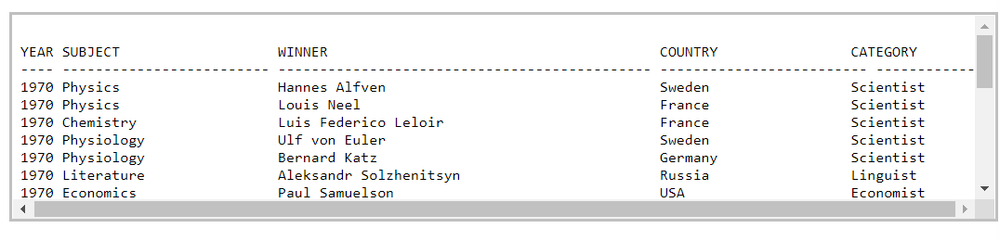 YEAR SUBJECT                  WINNER                                        COUNTRY                CATEGORY
---- ------------------------- --------------------------------------------- ------------------------- ------------
1970 Physics                  Hannes Alfven                                 Sweden                 Scientist
1970 Physics                  Louis Neel                                    France                 Scientist
1970 Chemistry                Luis Federico Leloir                          France                 Scientist
1970 Physiology               Ulf von Euler                                 Sweden                 Scientist
1970 Physiology               Bernard Katz                                  Germany                Scientist
1970 Literature               Aleksandr Solzhenitsyn                        Russia                 Linguist
1970 Economics                Paul Samuelson                                USA                    Economist